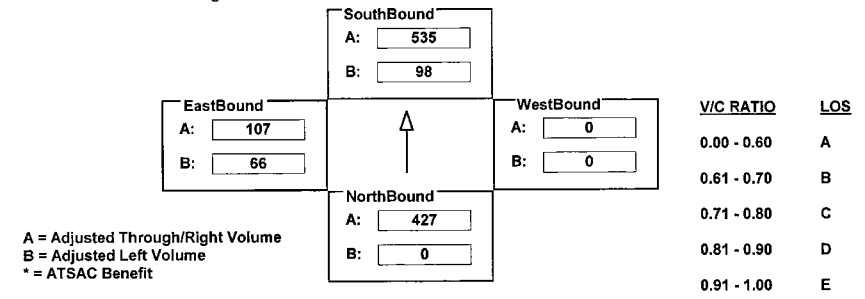 SouthBound
A: 535
B: 98
EastBound
A: 107
B: 66
WestBound
A: 0
B: 0
NorthBound
A: 427
B: 0
A = Adjusted Through/Right Volume
B = Adjusted Left Volume
* = ATSAC Benefit
V/C RATIO LOS
0.00 - 0.60 A
0.61 - 0.70 B
0.71 - 0.80 C
0.81 - 0.90 D
0.91 - 1.00 E